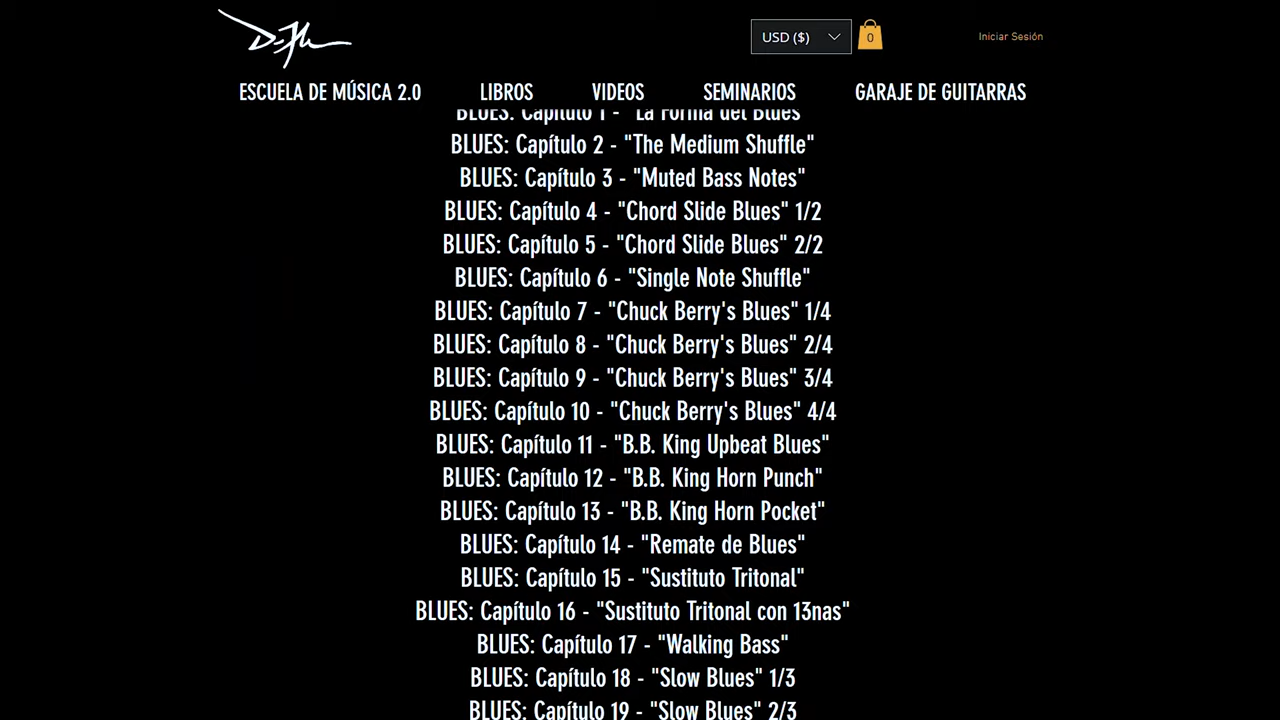 USD ($)
0
Iniciar Sesión
ESCUELA DE MÚSICA 2.0
LIBROS
VIDEOS
SEMINARIOS
GARAJE DE GUITARRAS
BLUES: Capítulo 1 - "La Forma del Blues"
BLUES: Capítulo 2 - "The Medium Shuffle"
BLUES: Capítulo 3 - "Muted Bass Notes"
BLUES: Capítulo 4 - "Chord Slide Blues" 1/2
BLUES: Capítulo 5 - "Chord Slide Blues" 2/2
BLUES: Capítulo 6 - "Single Note Shuffle"
BLUES: Capítulo 7 - "Chuck Berry's Blues" 1/4
BLUES: Capítulo 8 - "Chuck Berry's Blues" 2/4
BLUES: Capítulo 9 - "Chuck Berry's Blues" 3/4
BLUES: Capítulo 10 - "Chuck Berry's Blues" 4/4
BLUES: Capítulo 11 - "B.B. King Upbeat Blues"
BLUES: Capítulo 12 - "B.B. King Horn Punch"
BLUES: Capítulo 13 - "B.B. King Horn Pocket"
BLUES: Capítulo 14 - "Remate de Blues"
BLUES: Capítulo 15 - "Sustituto Tritonal"
BLUES: Capítulo 16 - "Sustituto Tritonal con 13nas"
BLUES: Capítulo 17 - "Walking Bass"
BLUES: Capítulo 18 - "Slow Blues" 1/3
BLUES: Capítulo 19 - "Slow Blues" 2/3